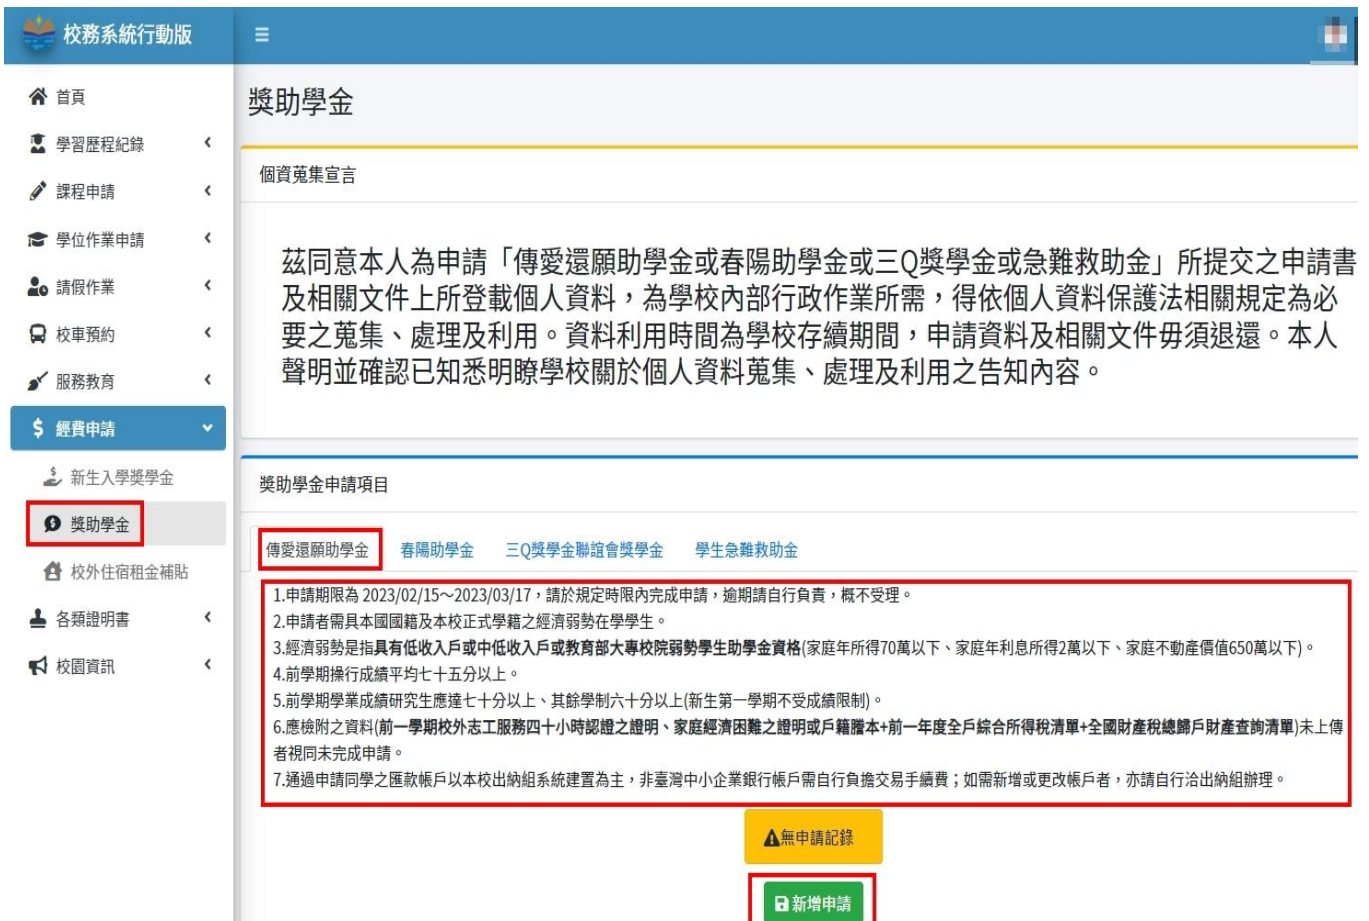 校務系統行動版
首頁
學習歷程紀錄
課程申請
學位作業申請
請假作業
校車預約
服務教育
經費申請
新生入學獎學金
獎助學金
校外住宿租金補貼
各類證明書
校園資訊
獎助學金
個資蒐集宣言
茲同意本人為申請「傳愛還願助學金或春陽助學金或三Q獎學金或急難救助金」所提交之申請書
及相關文件上所登載個人資料，為學校內部行政作業所需，得依個人資料保護法相關規定為必
要之蒐集、處理及利用。資料利用時間為學校存續期間，申請資料及相關文件毋須退還。本人
聲明並確認已知悉明瞭學校關於個人資料蒐集、處理及利用之告知內容。
獎助學金申請項目
傳愛還願助學金 春陽助學金 三Q獎學金聯誼會獎學金 學生急難救助金
1.申請期限為 2023/02/15～2023/03/17，請於規定時限內完成申請，逾期請自行負責，概不受理。
2.申請者需具本國國籍及本校正式學籍之經濟弱勢在學學生。
3.經濟弱勢是指具有低收入戶或中低收入戶或教育部大專校院弱勢學生助學金資格(家庭年所得70萬以下、家庭年利息所得2萬以下、家庭不動產價值650萬以下)。
4.前學期操行成績平均七十五分以上。
5.前學期學業成績研究生應達七十分以上、其餘學制六十分以上(新生第一學期不受成績限制)。
6.應檢附之資料(前一學期校外志工服務四十小時認證之證明、家庭經濟困難之證明或戶籍謄本+前一年度全戶綜合所得稅清單+全國財產稅總歸戶財產查詢清單)未上傳
者視同未完成申請。
7.通過申請同學之匯款帳戶以本校出納組系統建置為主，非臺灣中小企業銀行帳戶需自行負擔交易手續費；如需新增或更改帳戶者，亦請自行洽出納組辦理。
無申請記錄
新增申請